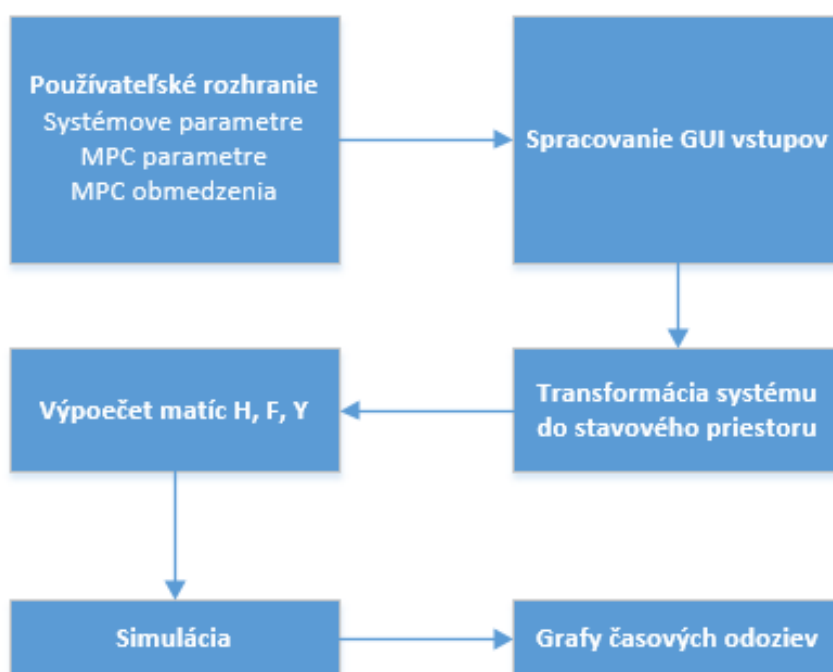 Používateľské rozhranie
Systémove parametre
MPC parametre
MPC obmedzenia
Spracovanie GUI vstupov
Transformácia systému
do stavového priestoru
Výpoečet matíc H, F, Y
Simulácia
Grafy časových odoziev